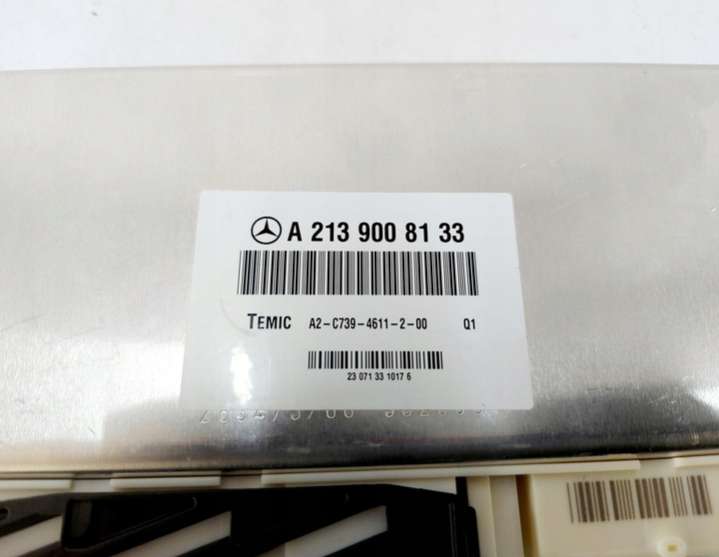 A 213 900 81 33
TEMIC A2-C739-4611-2-00 Q1
23 071 33 1017 6